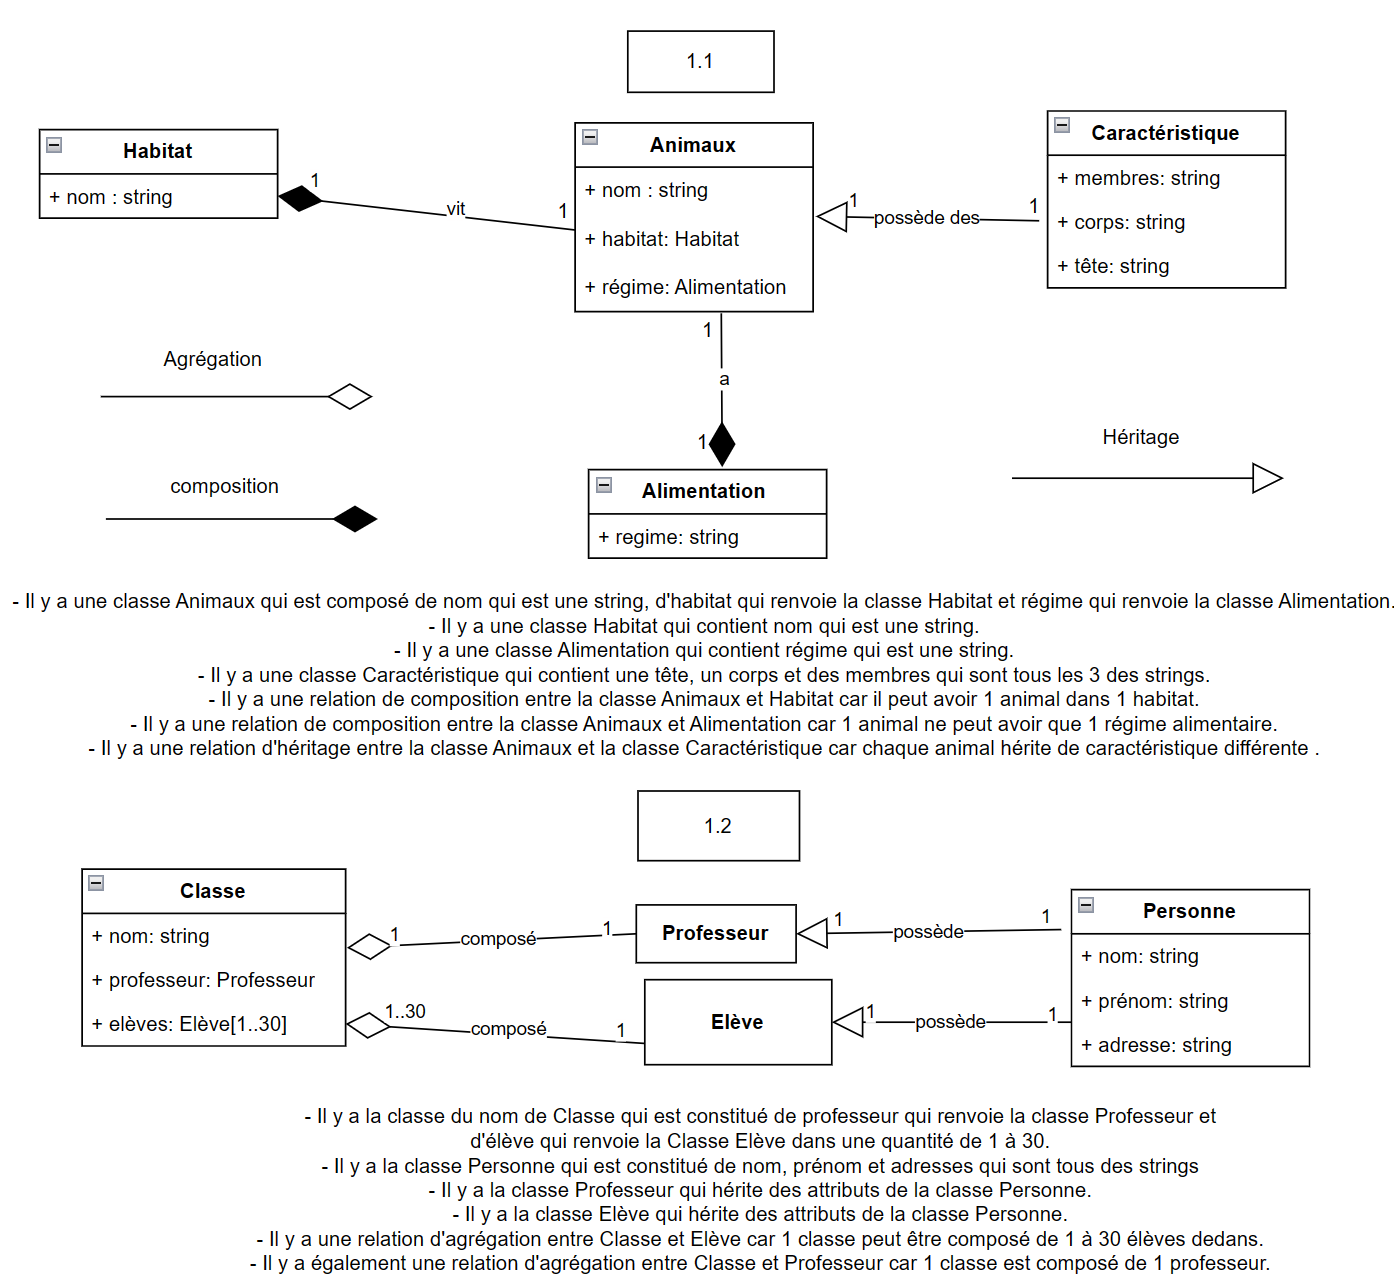 1.1
Habitat
+ nom : string
1
vit
1
Animaux
+ nom : string
+ habitat: Habitat
+ régime: Alimentation
1
possède des
1
Caractéristique
+ membres: string
+ corps: string
+ tête: string
1
a
1
Alimentation
+ regime: string
Agrégation
composition
Héritage
- Il y a une classe Animaux qui est composé de nom qui est une string, d'habitat qui renvoie la classe Habitat et régime qui renvoie la classe Alimentation.
- Il y a une classe Habitat qui contient nom qui est une string.
- Il y a une classe Alimentation qui contient régime qui est une string.
- Il y a une classe Caractéristique qui contient une tête, un corps et des membres qui sont tous les 3 des strings.
- Il y a une relation de composition entre la classe Animaux et Habitat car il peut avoir 1 animal dans 1 habitat.
- Il y a une relation de composition entre la classe Animaux et Alimentation car 1 animal ne peut avoir que 1 régime alimentaire.
- Il y a une relation d'héritage entre la classe Animaux et la classe Caractéristique car chaque animal hérite de caractéristique différente .
1.2
Classe
+ nom: string
+ professeur: Professeur
+ elèves: Elève[1..30]
1
composé
1
Professeur
1
possède
1
1..30
composé
1
Elève
1
possède
1
Personne
+ nom: string
+ prénom: string
+ adresse: string
- Il y a la classe du nom de Classe qui est constitué de professeur qui renvoie la classe Professeur et
d'élève qui renvoie la Classe Elève dans une quantité de 1 à 30.
- Il y a la classe Personne qui est constitué de nom, prénom et adresses qui sont tous des strings
- Il y a la classe Professeur qui hérite des attributs de la classe Personne.
- Il y a la classe Elève qui hérite des attributs de la classe Personne.
- Il y a une relation d'agrégation entre Classe et Elève car 1 classe peut être composé de 1 à 30 élèves dedans.
- Il y a également une relation d'agrégation entre Classe et Professeur car 1 classe est composé de 1 professeur.